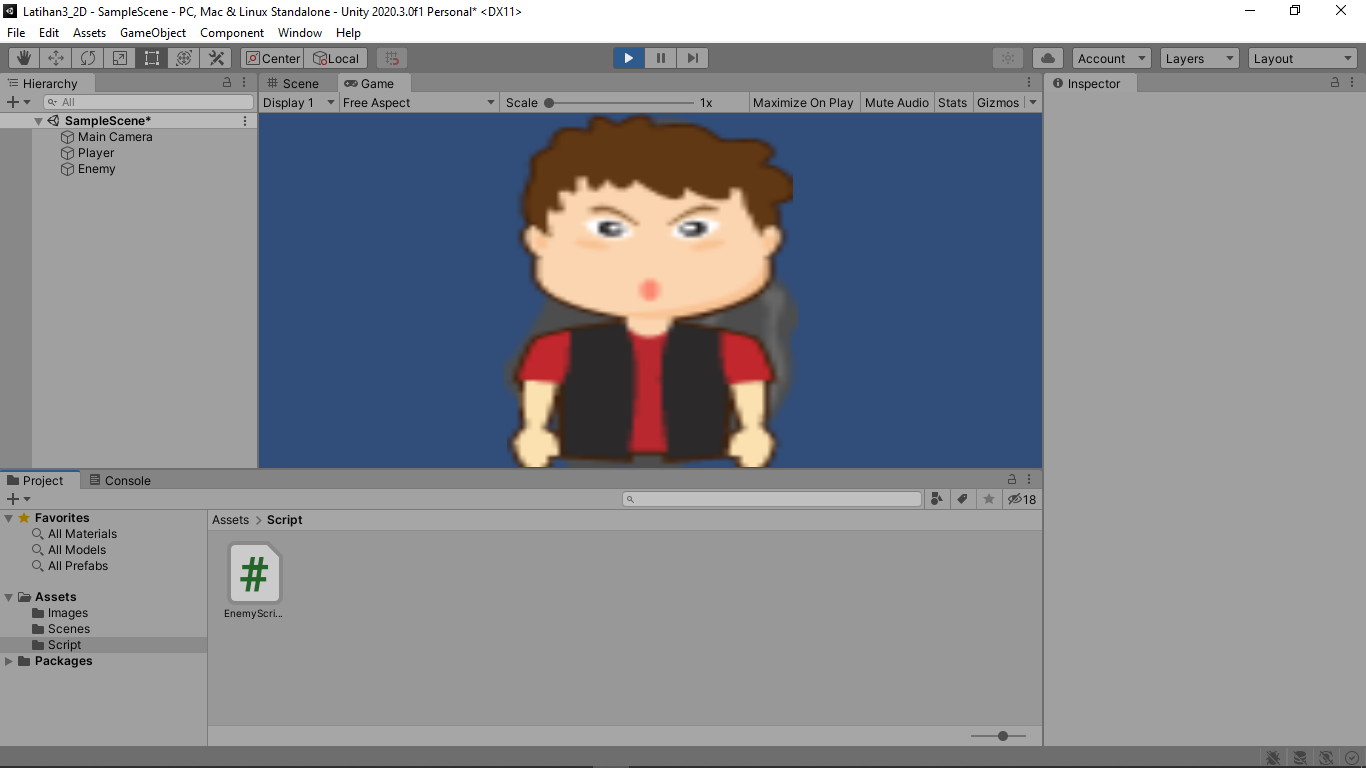 Latihan3_2D - SampleScene - PC, Mac & Linux Standalone - Unity 2020.3.0f1 Personal* <DX11>
File Edit Assets GameObject Component Window Help
Center Local Account Layers Layout
Hierarchy
All
SampleScene*
Main Camera
Player
Enemy
Scene Game
Display 1 Free Aspect Scale 1x Maximize On Play Mute Audio Stats Gizmos
Inspector
Project Console
18
Favorites
All Materials
All Models
All Prefabs
Assets
Images
Scenes
Script
Packages
Assets > Script
#
EnemyScri...